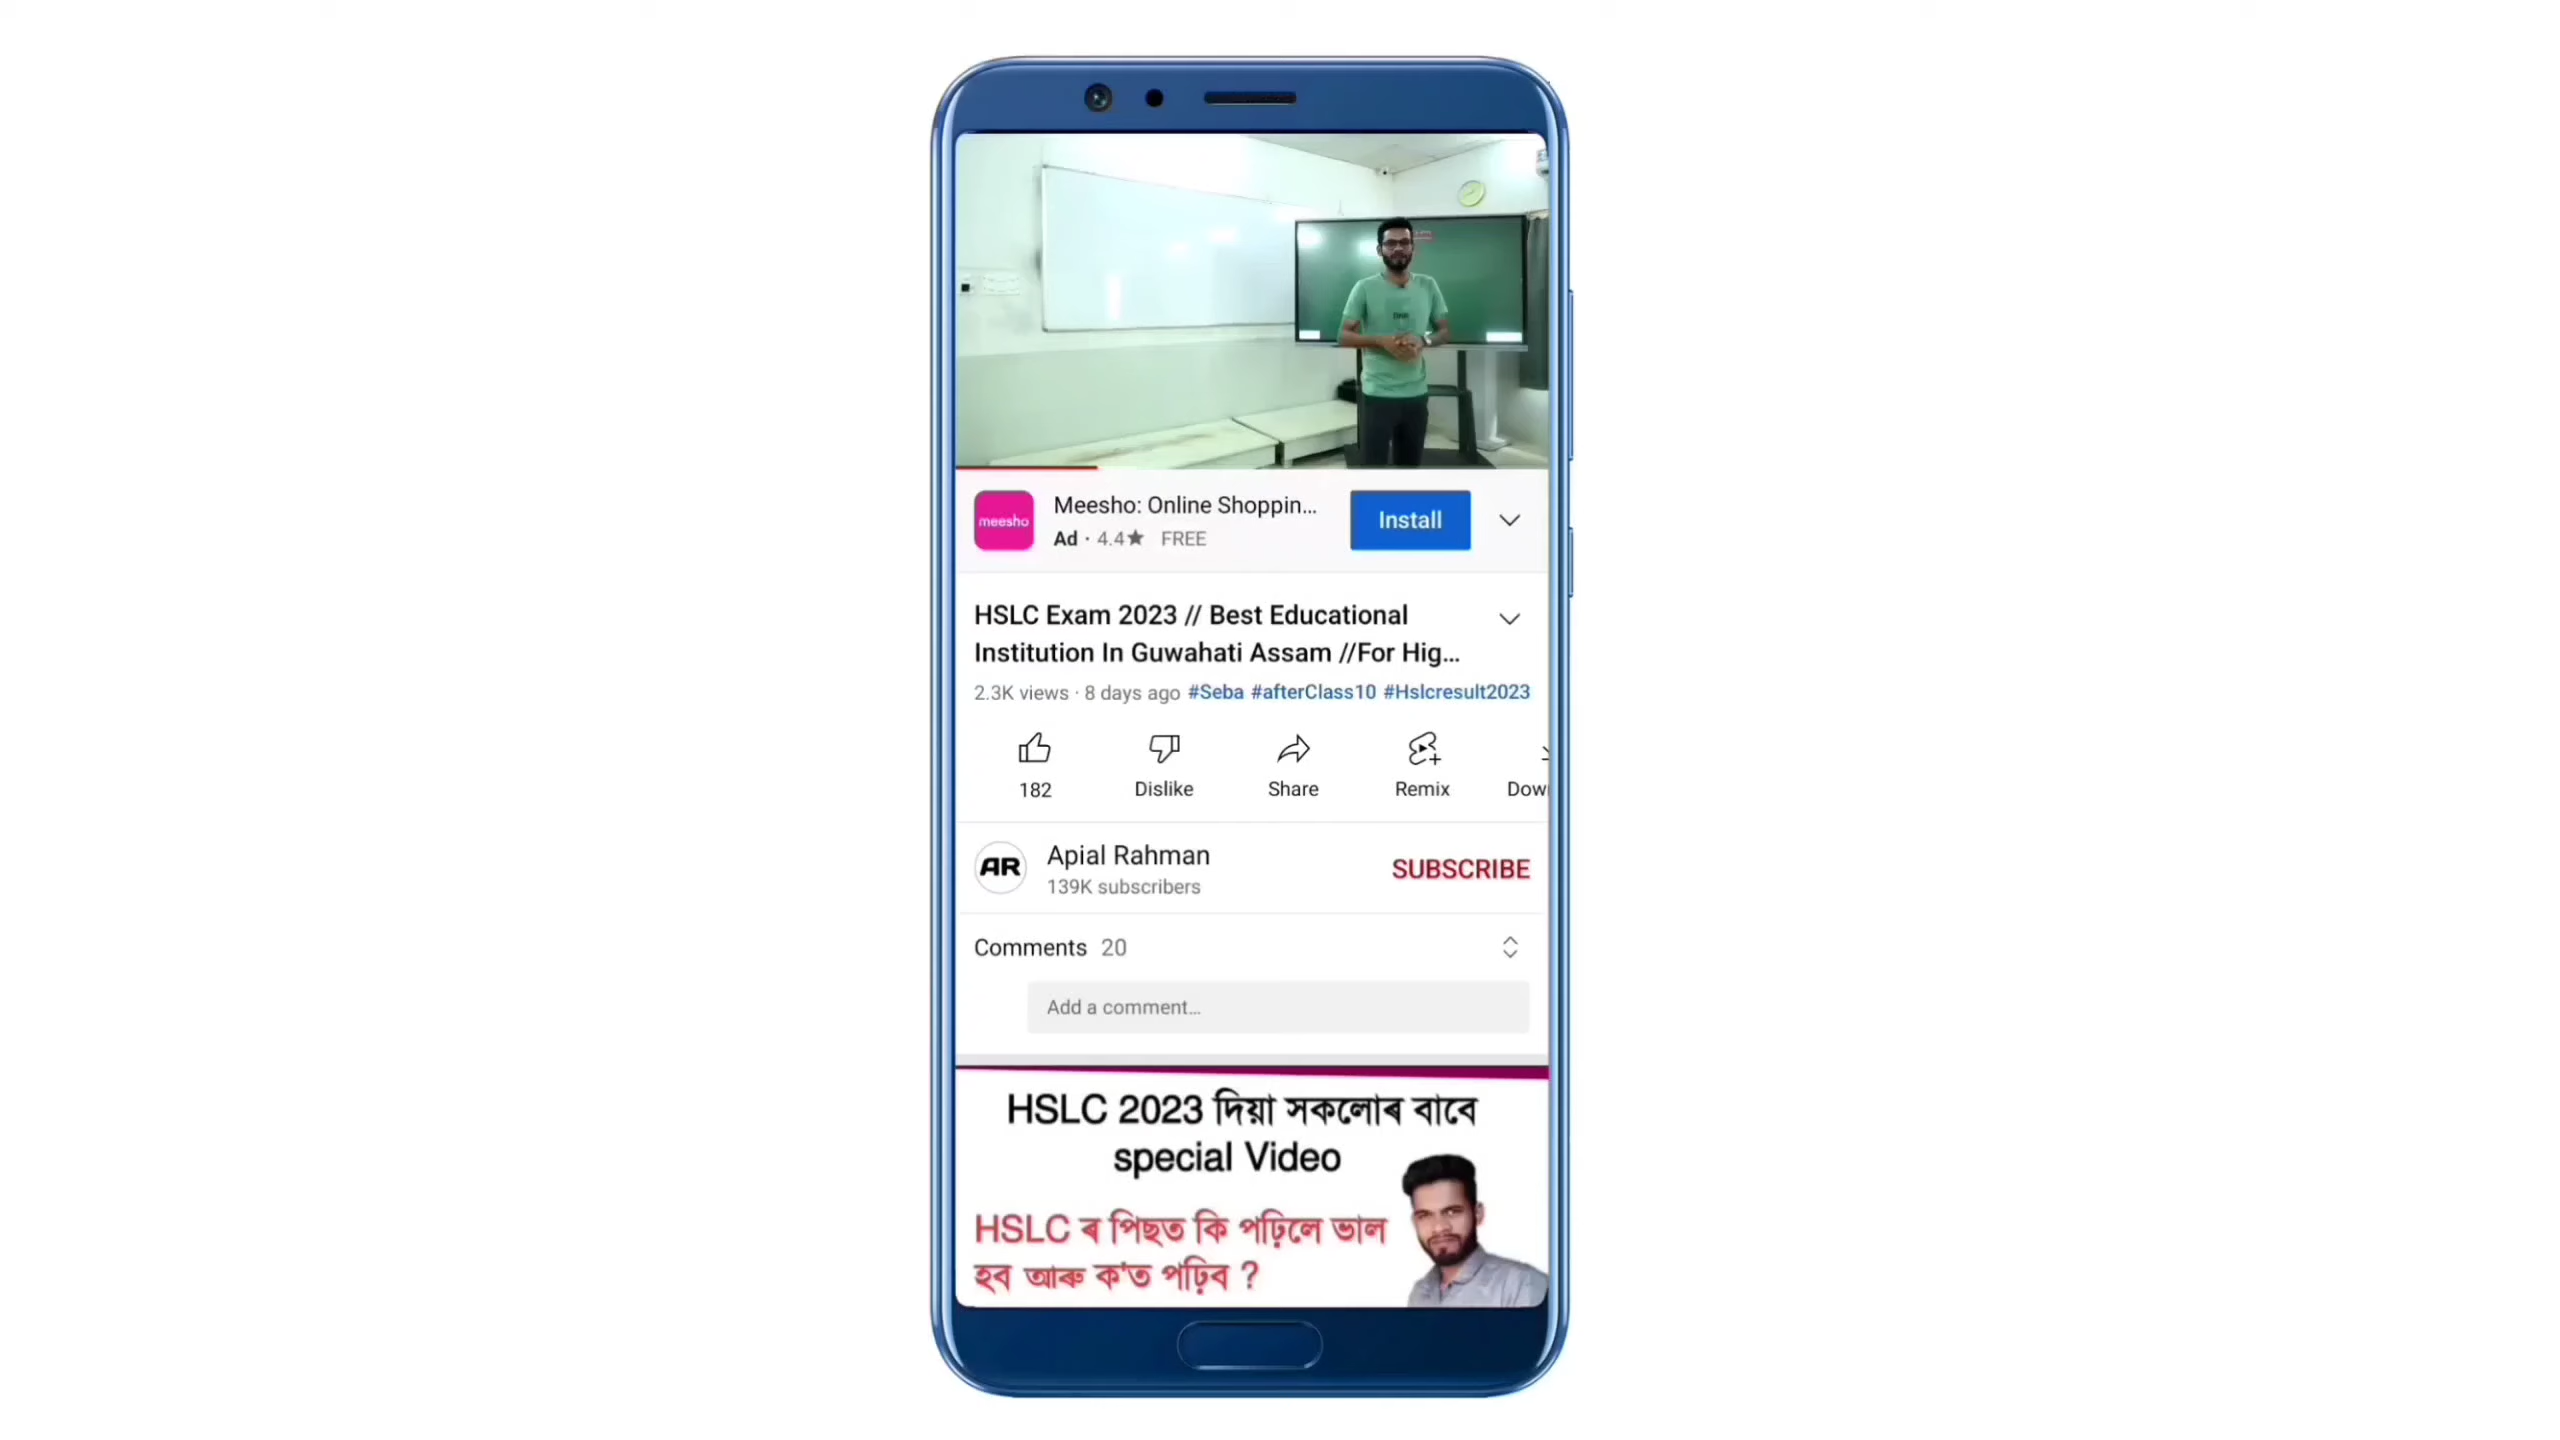 meesho
Meesho: Online Shoppin...
Ad · 4.4★ FREE
Install
HSLC Exam 2023 // Best Educational
Institution In Guwahati Assam //For Hig...
2.3K views · 8 days ago #Seba #afterClass10 #Hslcresult2023
182
Dislike
Share
Remix
Dow
AR
Apial Rahman
139K subscribers
SUBSCRIBE
Comments 20
Add a comment...
HSLC 2023 দিয়া সকলোৰ বাবে
special Video
HSLC ৰ পিছত কি পঢ়িলে ভাল
হব আৰু ক'ত পঢ়িব ?